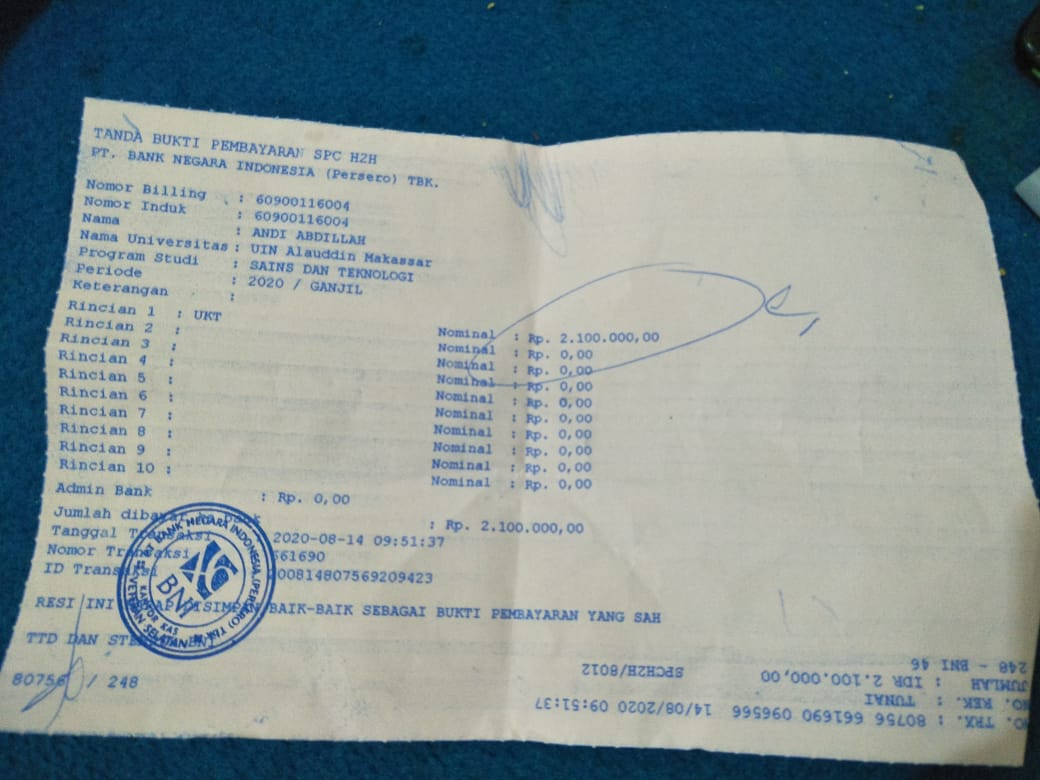 TANDA BUKTI PEMBAYARAN SPC H2H
PT. BANK NEGARA INDONESIA (Persero) TBK.
Nomor Billing : 60900116004
Nomor Induk : 60900116004
Nama : ANDI ABDILLAH
Nama Universitas : UIN Alauddin Makassar
Program Studi : SAINS DAN TEKNOLOGI
Periode : 2020 / GANJIL
Keterangan :
Rincian 1 : UKT Nominal : Rp. 2.100.000,00
Rincian 2 : Nominal : Rp. 0,00
Rincian 3 : Nominal : Rp. 0,00
Rincian 4 : Nominal : Rp. 0,00
Rincian 5 : Nominal : Rp. 0,00
Rincian 6 : Nominal : Rp. 0,00
Rincian 7 : Nominal : Rp. 0,00
Rincian 8 : Nominal : Rp. 0,00
Rincian 9 : Nominal : Rp. 0,00
Rincian 10 : Nominal : Rp. 0,00
Admin Bank : Rp. 0,00
Jumlah dibayar : Rp. 2.100.000,00
Tanggal Transaksi 2020-08-14 09:51:37
Nomor Transaksi 661690
ID Transaksi 200814807569209423
RESI INI DISIMPAN BAIK-BAIK SEBAGAI BUKTI PEMBAYARAN YANG SAH
TTD DAN BNI
80756 / 248
PT BANK NEGARA INDONESIA (PERSERO) Tbk
BNI
KANTOR KAS
VETERAN SELATAN
NO. TRX. : 80756 661690 096566 14/08/2020 09:51:37
NO. REK. : TUNAI
JUMLAH : IDR 2.100.000,00 SPCH2H/8012
248 - BNI 46